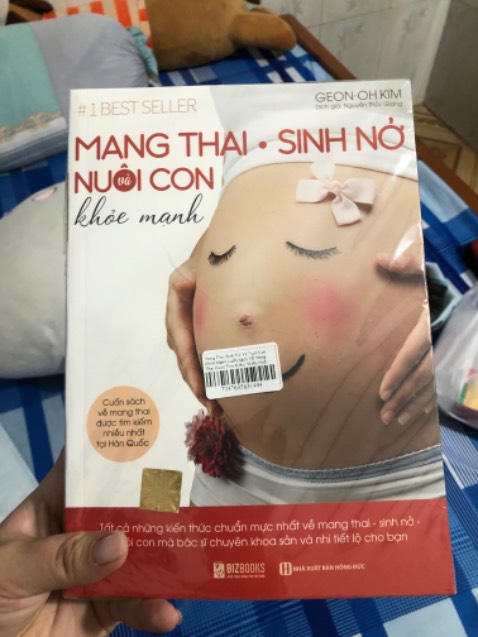 #1 BEST SELLER
GEON-OH KIM
Dịch giả: Nguyễn Thúy Giang
MANG THAI • SINH NỞ
và
NUÔI CON
khỏe mạnh
Cuốn sách
về mang thai
được tìm kiếm
nhiều nhất
tại Hàn Quốc
Tất cả những kiến thức chuẩn mực nhất về mang thai - sinh nở -
con mà bác sĩ chuyên khoa sản và nhi tiết lộ cho bạn
BIZBOOKS
NHÀ XUẤT BẢN HỒNG ĐỨC